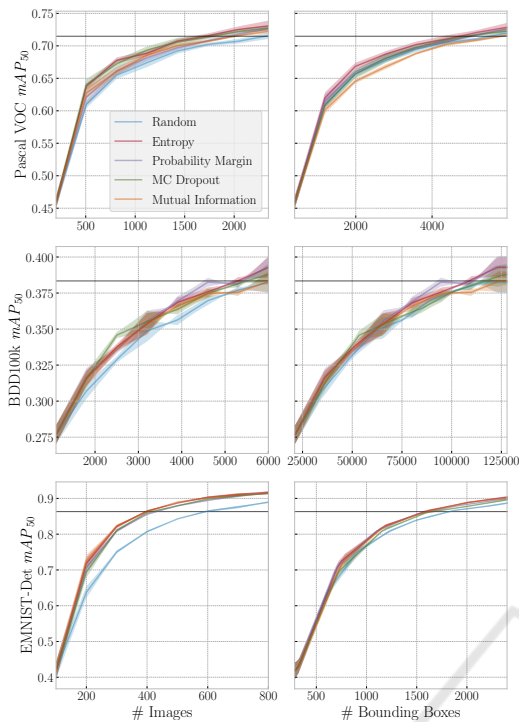 0.75
0.70
0.65
0.60
0.55
0.50
0.45
Pascal VOC mAP50
Random
Entropy
Probability Margin
MC Dropout
Mutual Information
500 1000 1500 2000
2000 4000
0.400
0.375
0.350
0.325
0.300
0.275
BDD100k mAP50
2000 3000 4000 5000 6000
25000 50000 75000 100000 125000
0.9
0.8
0.7
0.6
0.5
0.4
EMNIST-Det mAP50
200 400 600 800
500 1000 1500 2000
# Images
# Bounding Boxes